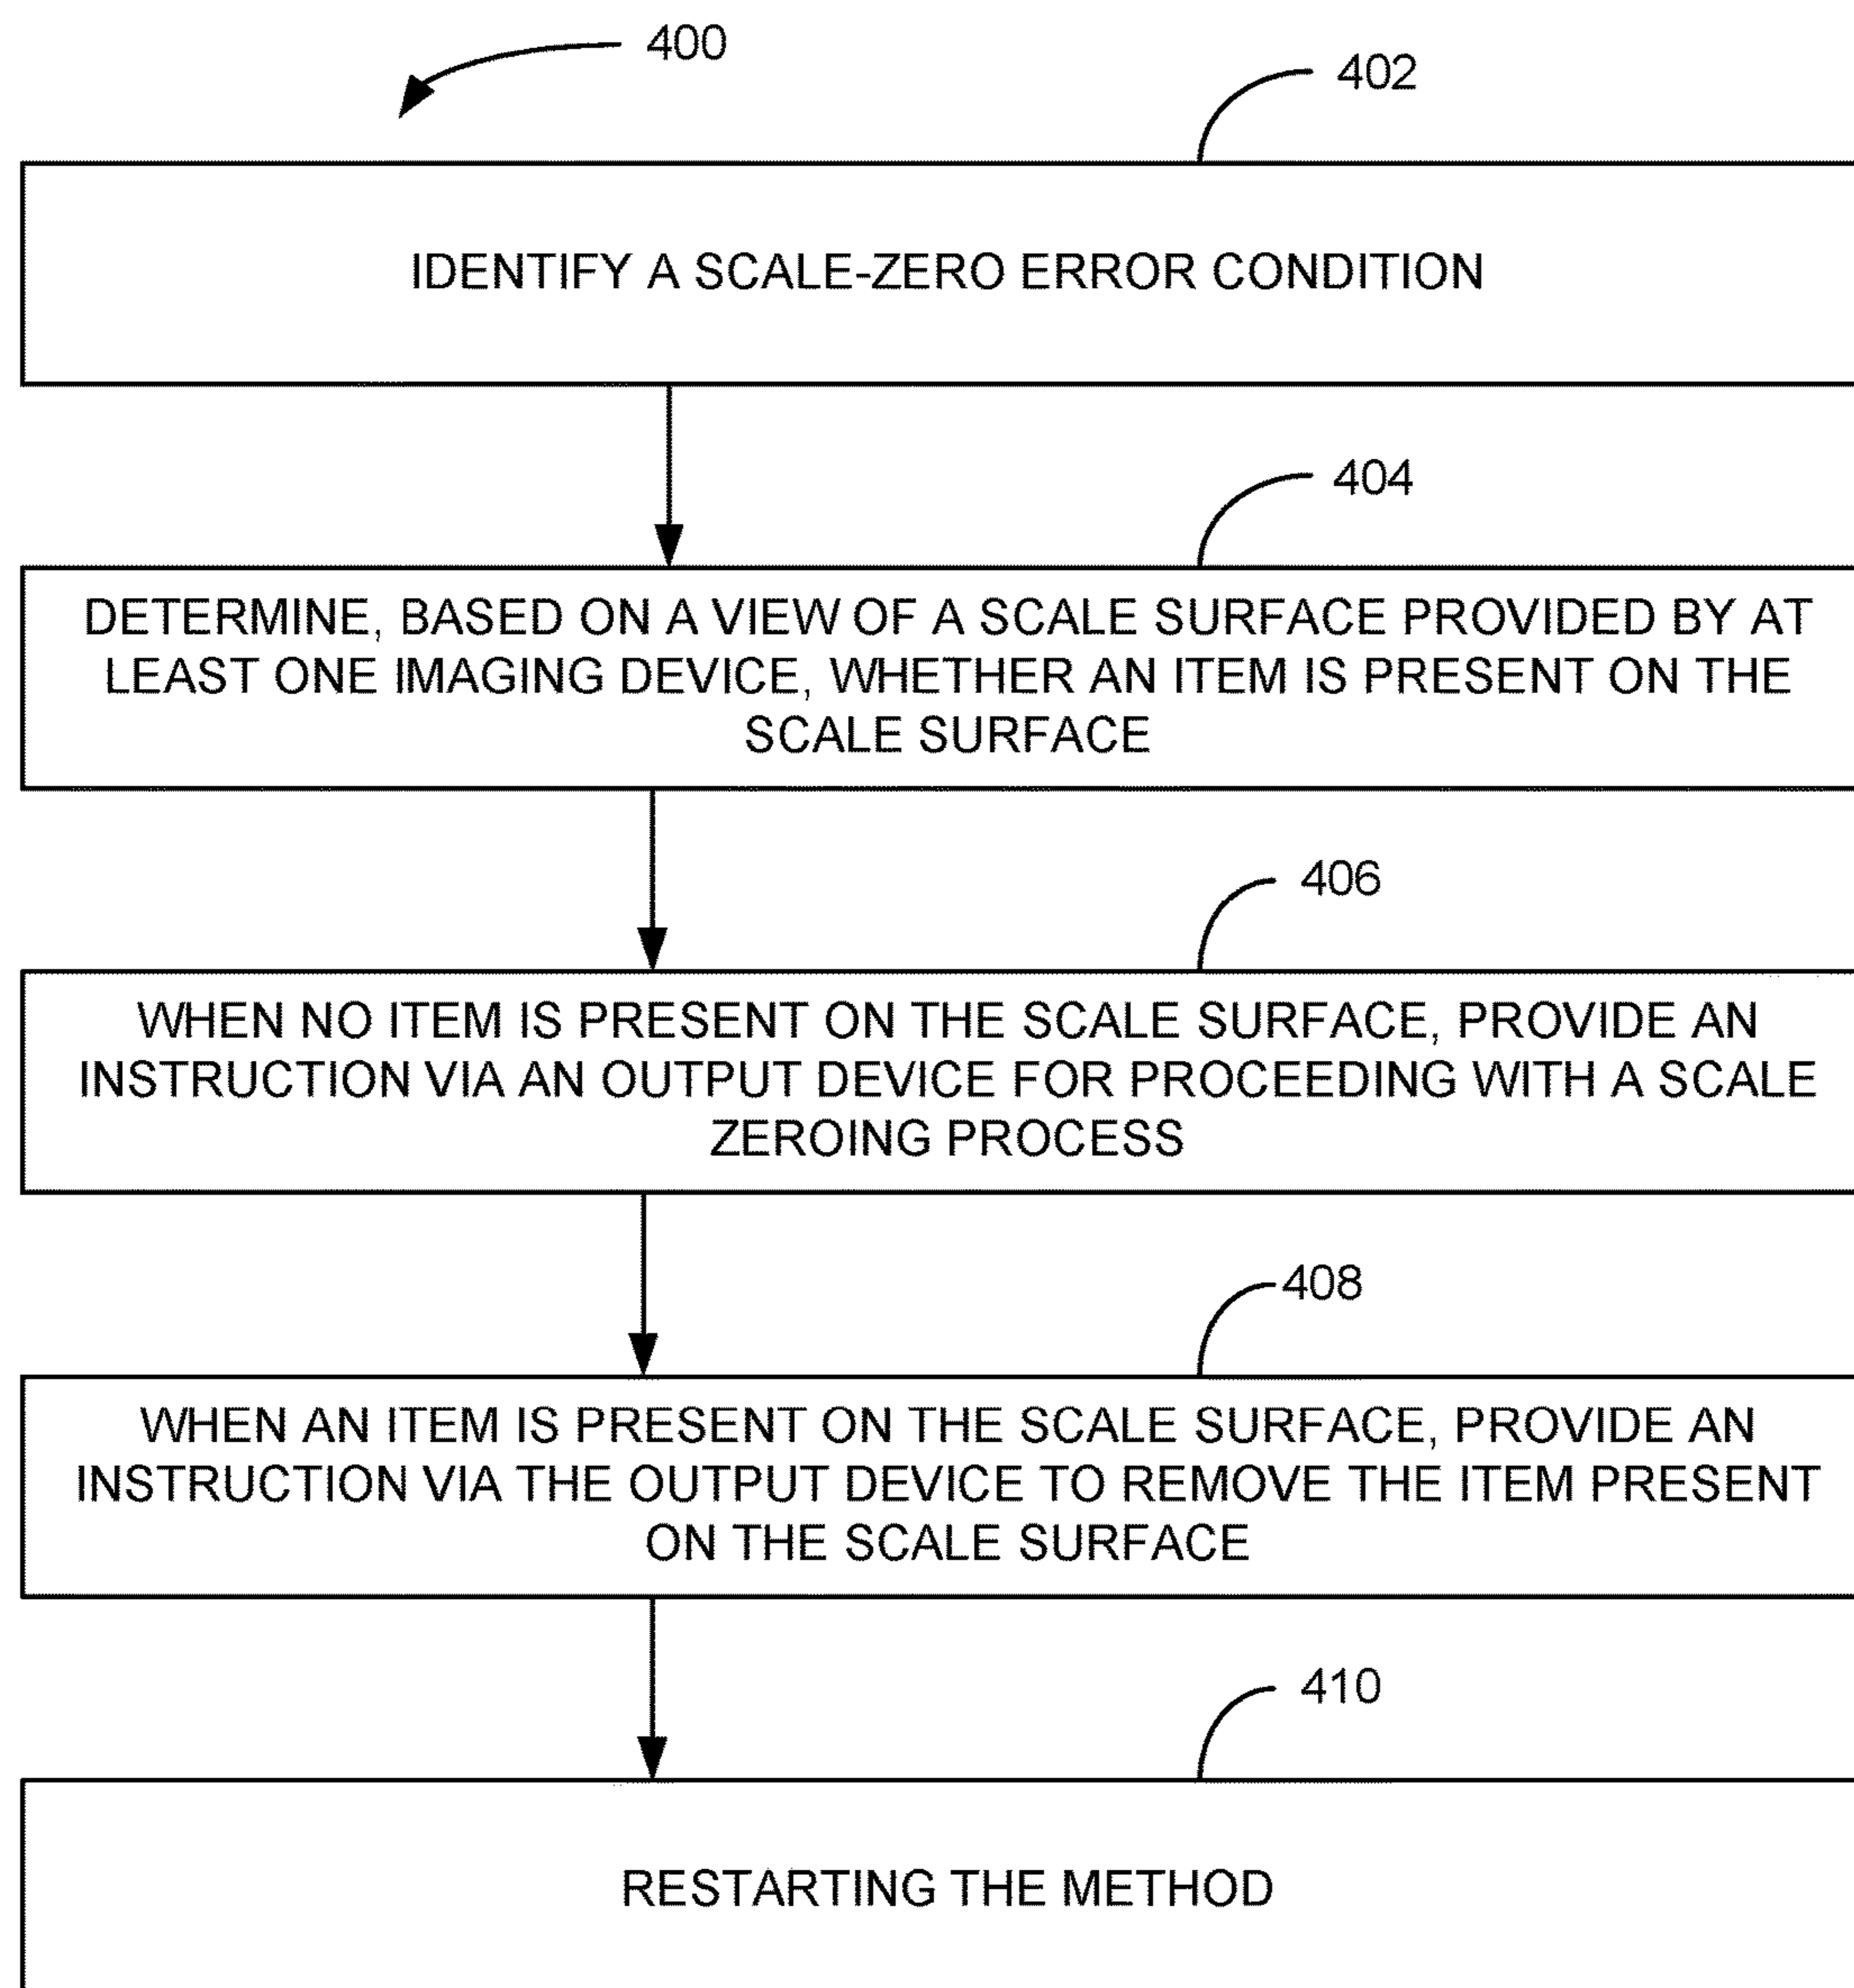 400
402
IDENTIFY A SCALE-ZERO ERROR CONDITION
404
DETERMINE, BASED ON A VIEW OF A SCALE SURFACE PROVIDED BY AT
LEAST ONE IMAGING DEVICE, WHETHER AN ITEM IS PRESENT ON THE
SCALE SURFACE
406
WHEN NO ITEM IS PRESENT ON THE SCALE SURFACE, PROVIDE AN
INSTRUCTION VIA AN OUTPUT DEVICE FOR PROCEEDING WITH A SCALE
ZEROING PROCESS
408
WHEN AN ITEM IS PRESENT ON THE SCALE SURFACE, PROVIDE AN
INSTRUCTION VIA THE OUTPUT DEVICE TO REMOVE THE ITEM PRESENT
ON THE SCALE SURFACE
410
RESTARTING THE METHOD